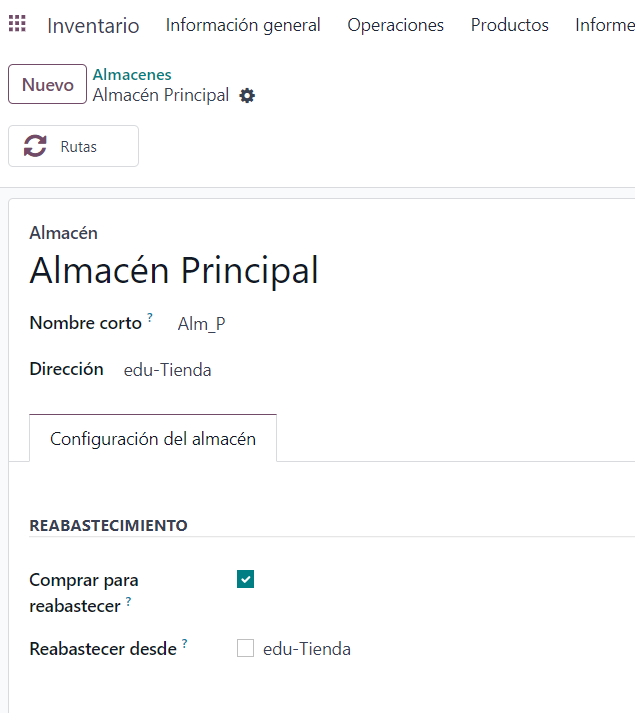 Inventario Información general Operaciones Productos Informe
Nuevo
Almacenes
Almacén Principal
Rutas
Almacén
Almacén Principal
Nombre corto ? Alm_P
Dirección edu-Tienda
Configuración del almacén
REABASTECIMIENTO
Comprar para
reabastecer ?
Reabastecer desde ? edu-Tienda